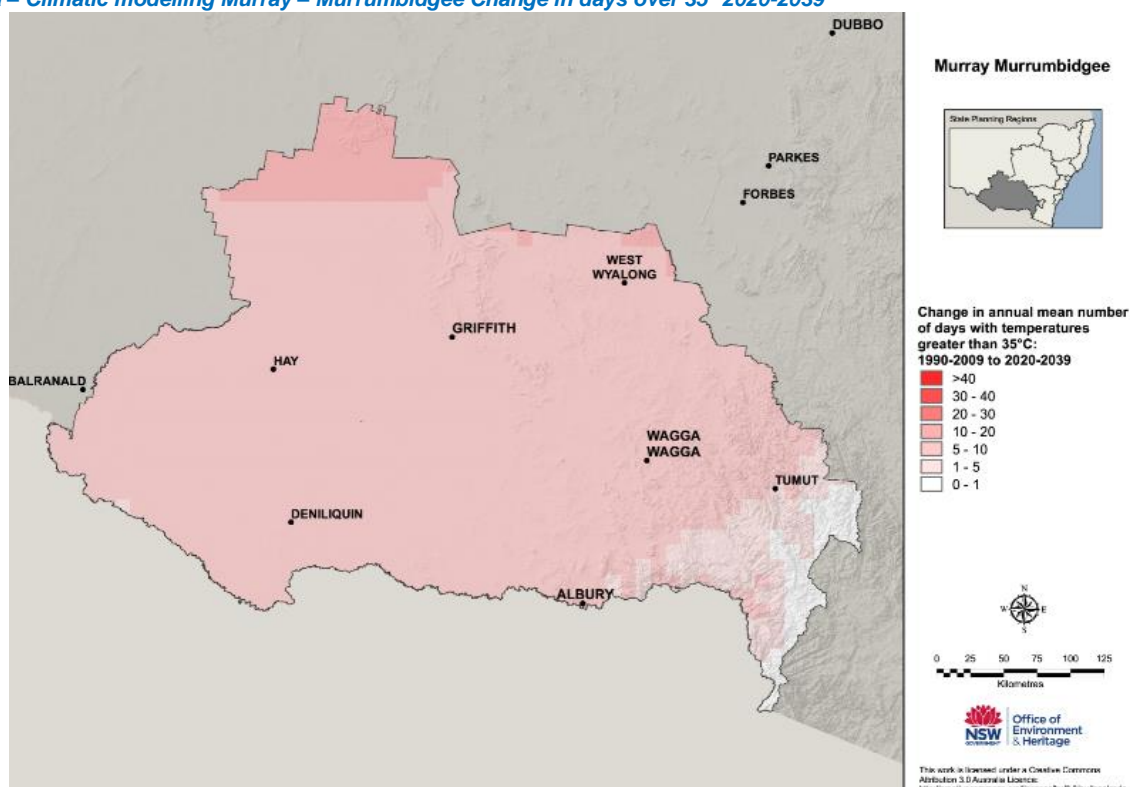 – Climatic modelling Murray – Murrumbidgee Change in days over 35° 2020-2039
DUBBO
PARKES
FORBES
WEST
WYALONG
GRIFFITH
HAY
BALRANALD
WAGGA
WAGGA
TUMUT
DENILIQUIN
ALBURY
Murray Murrumbidgee
State Planning Regions
Change in annual mean number
of days with temperatures
greater than 35°C:
1990-2009 to 2020-2039
>40
30 - 40
20 - 30
10 - 20
5 - 10
1 - 5
0 - 1
N
W E
S
0 25 50 75 100 125
Kilometres
NSW
GOVERNMENT
Office of
Environment
& Heritage
This work is licensed under a Creative Commons
Attribution 3.0 Australia Licence: